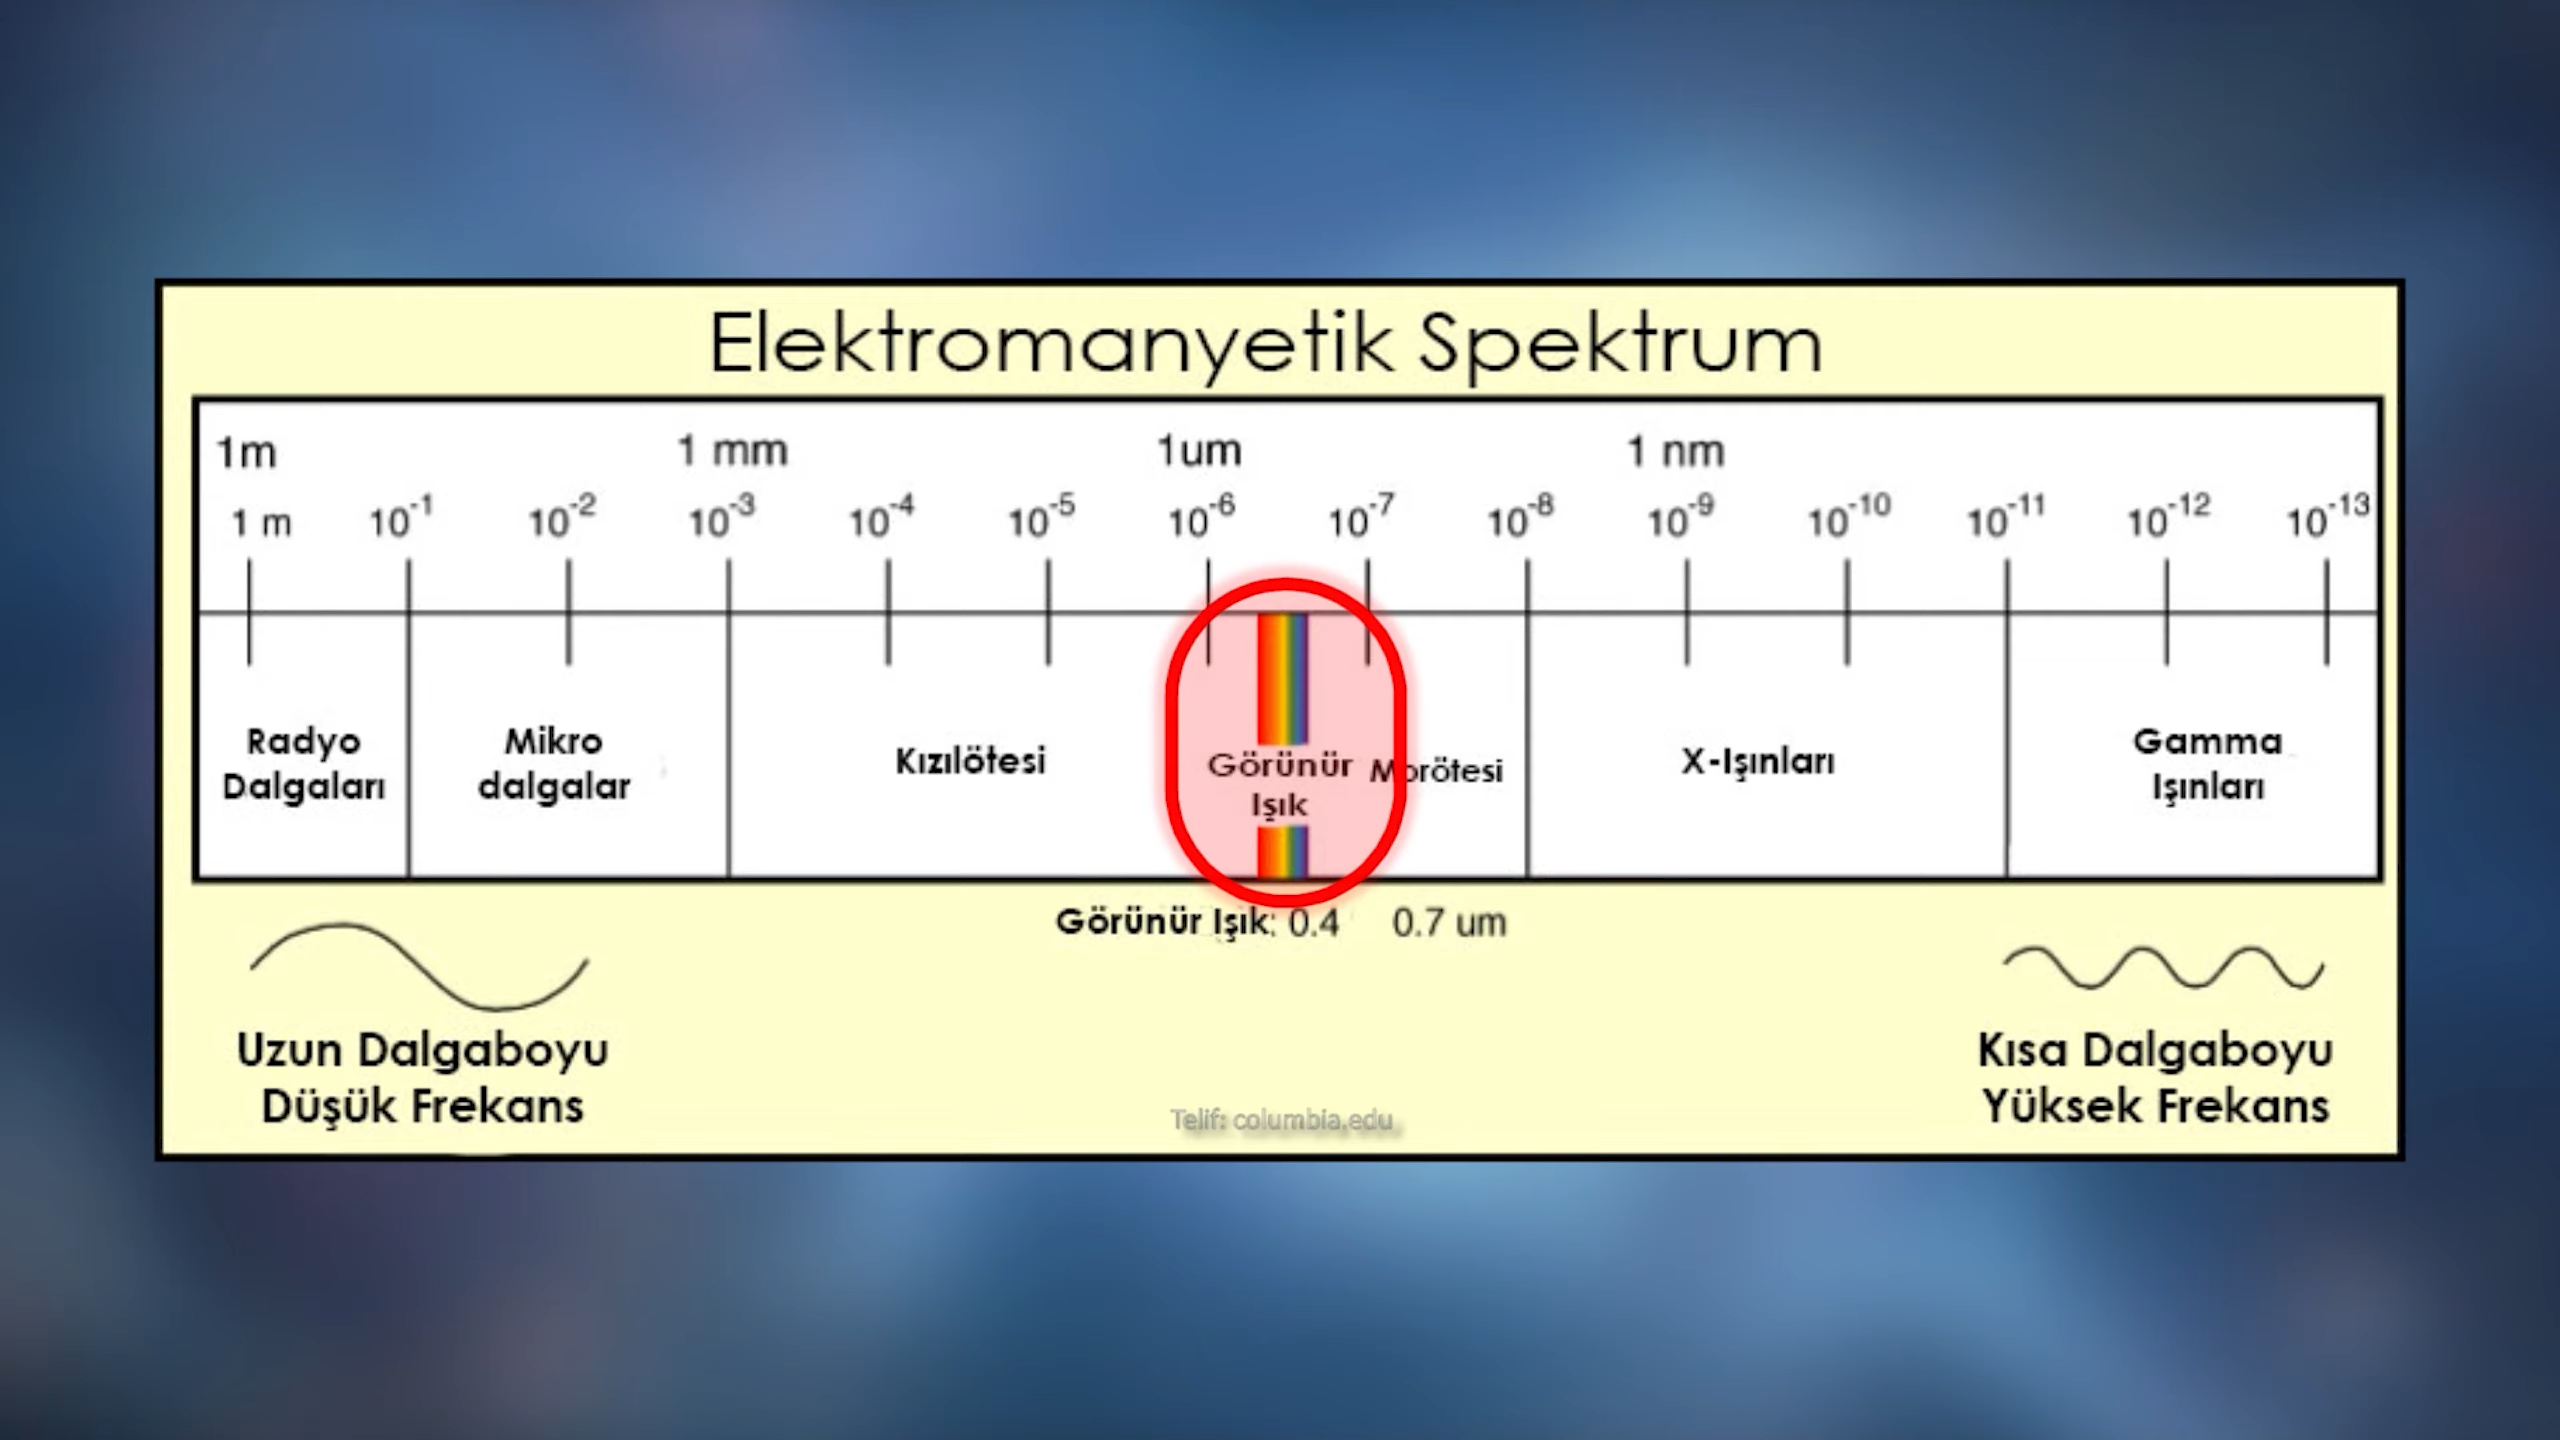 Elektromanyetik Spektrum
1m 1 mm 1um 1 nm
1 m 10⁻¹ 10⁻² 10⁻³ 10⁻⁴ 10⁻⁵ 10⁻⁶ 10⁻⁷ 10⁻⁸ 10⁻⁹ 10⁻¹⁰ 10⁻¹¹ 10⁻¹² 10⁻¹³
Radyo
Dalgaları
Mikro
dalgalar
Kızılötesi
Görünür
Işık
Morötesi
X-Işınları
Gamma
Işınları
Görünür Işık: 0.4 0.7 um
Uzun Dalgaboyu
Düşük Frekans
Kısa Dalgaboyu
Yüksek Frekans
Telif: columbia.edu